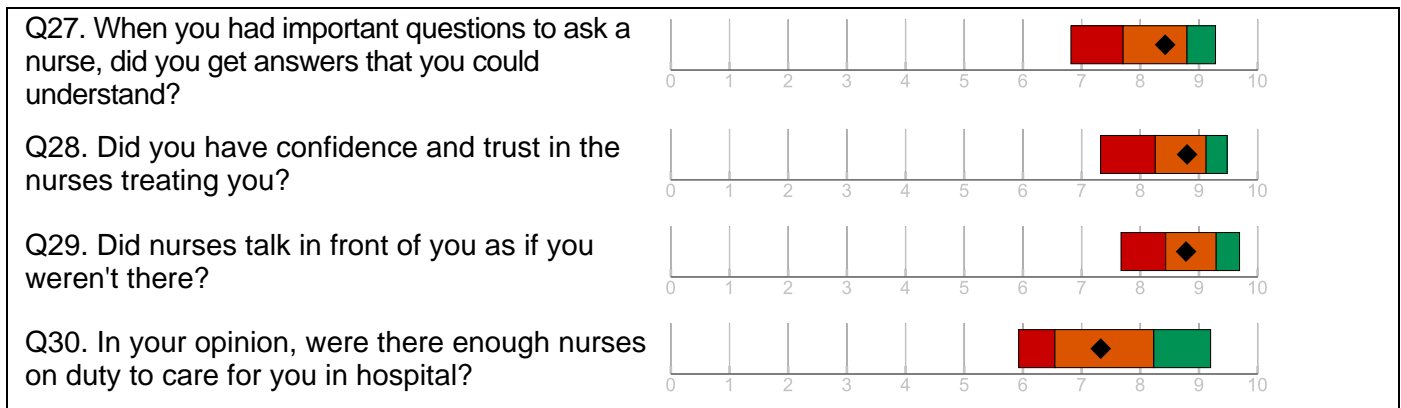 Q27. When you had important questions to ask a
nurse, did you get answers that you could
understand?
0 1 2 3 4 5 6 7 8 9 10
Q28. Did you have confidence and trust in the
nurses treating you?
0 1 2 3 4 5 6 7 8 9 10
Q29. Did nurses talk in front of you as if you
weren't there?
0 1 2 3 4 5 6 7 8 9 10
Q30. In your opinion, were there enough nurses
on duty to care for you in hospital?
0 1 2 3 4 5 6 7 8 9 10